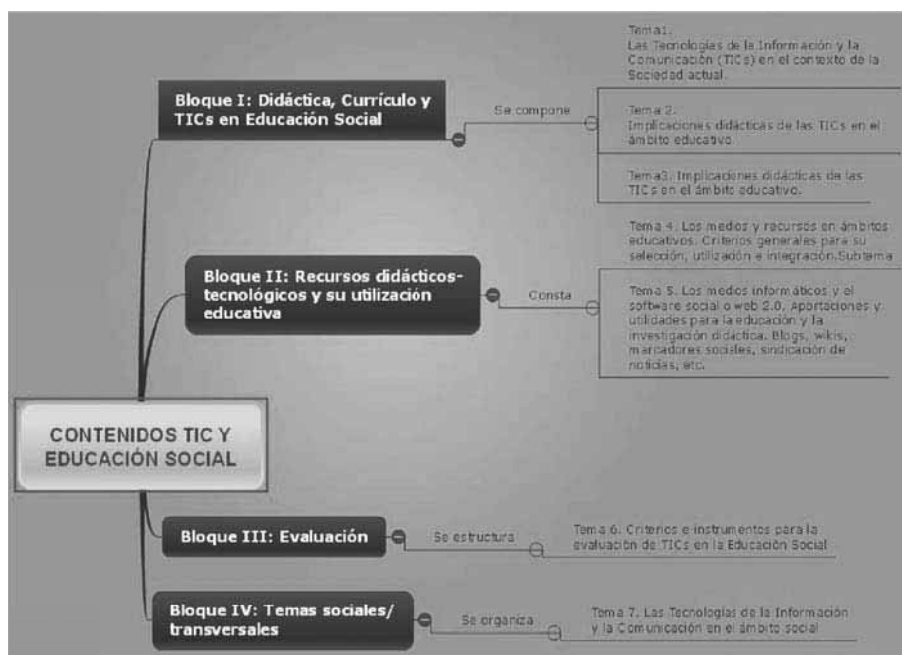 Bloque I: Didáctica, Currículo y
TICs en Educación Social
Se compone
Tema1.
Las Tecnologías de la Información y la
Comunicación (TICs) en el contexto de la
Sociedad actual.
Tema 2.
Implicaciones didácticas de las TICs en el
ámbito educativo
Tema3. Implicaciones didácticas de las
TICs en el ámbito educativo.
Bloque II: Recursos didácticos-
tecnológicos y su utilización
educativa
Consta
Tema 4. Los medios y recursos en ámbitos
educativos. Criterios generales para su
selección, utilización e integración.Subtema
Tema 5. Los medios informáticos y el
software social o web 2.0. Aportaciones y
utilidades para la educación y la
investigación didáctica. Blogs, wikis,
marcadores sociales, sindicación de
noticias, etc.
CONTENIDOS TIC Y
EDUCACIÓN SOCIAL
Bloque III: Evaluación
Se estructura
Tema 6. Criterios e instrumentos para la
evaluación de TICs en la Educación Social
Bloque IV: Temas sociales/
transversales
Se organiza
Tema 7. Las Tecnologías de la Información
y la Comunicación en el ámbito social